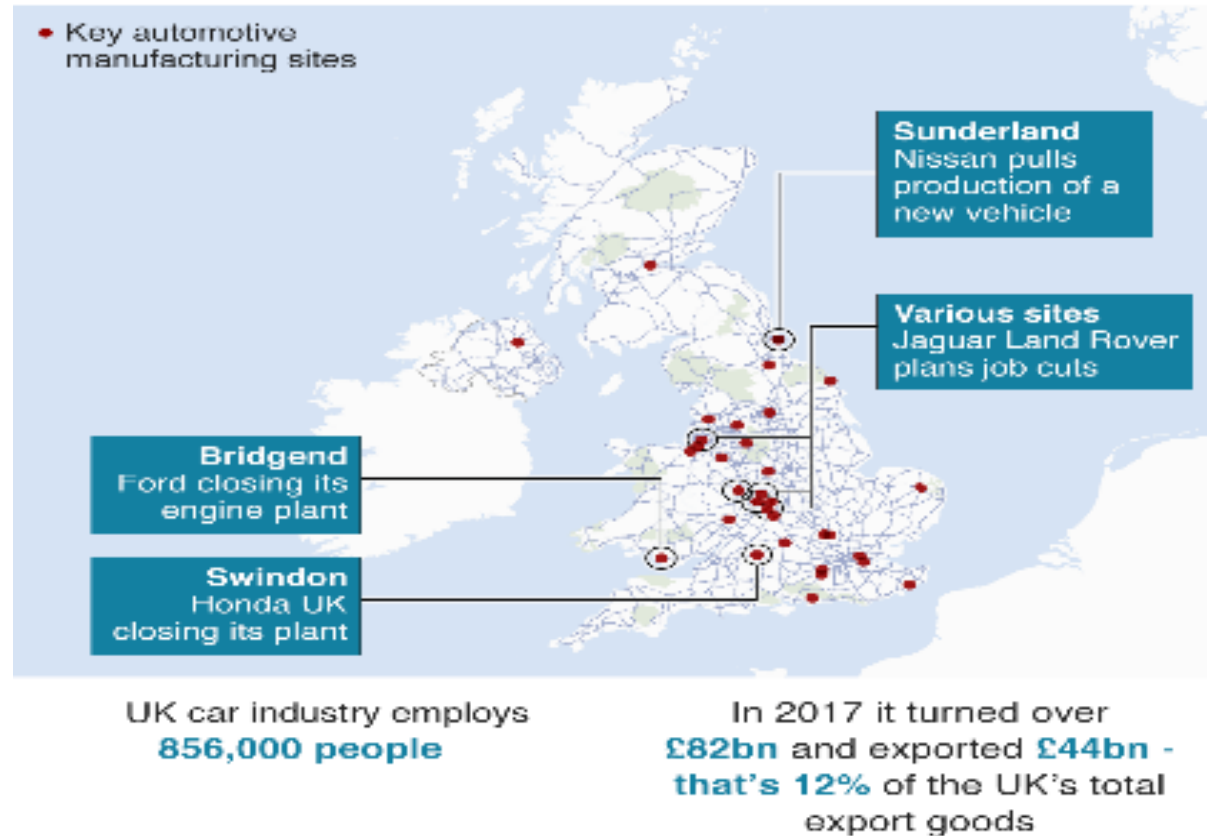 Key automotive
manufacturing sites
Sunderland
Nissan pulls
production of a
new vehicle
Various sites
Jaguar Land Rover
plans job cuts
Bridgend
Ford closing its
engine plant
Swindon
Honda UK
closing its plant
UK car industry employs
856,000 people
In 2017 it turned over
£82bn and exported £44bn -
that's 12% of the UK's total
export goods